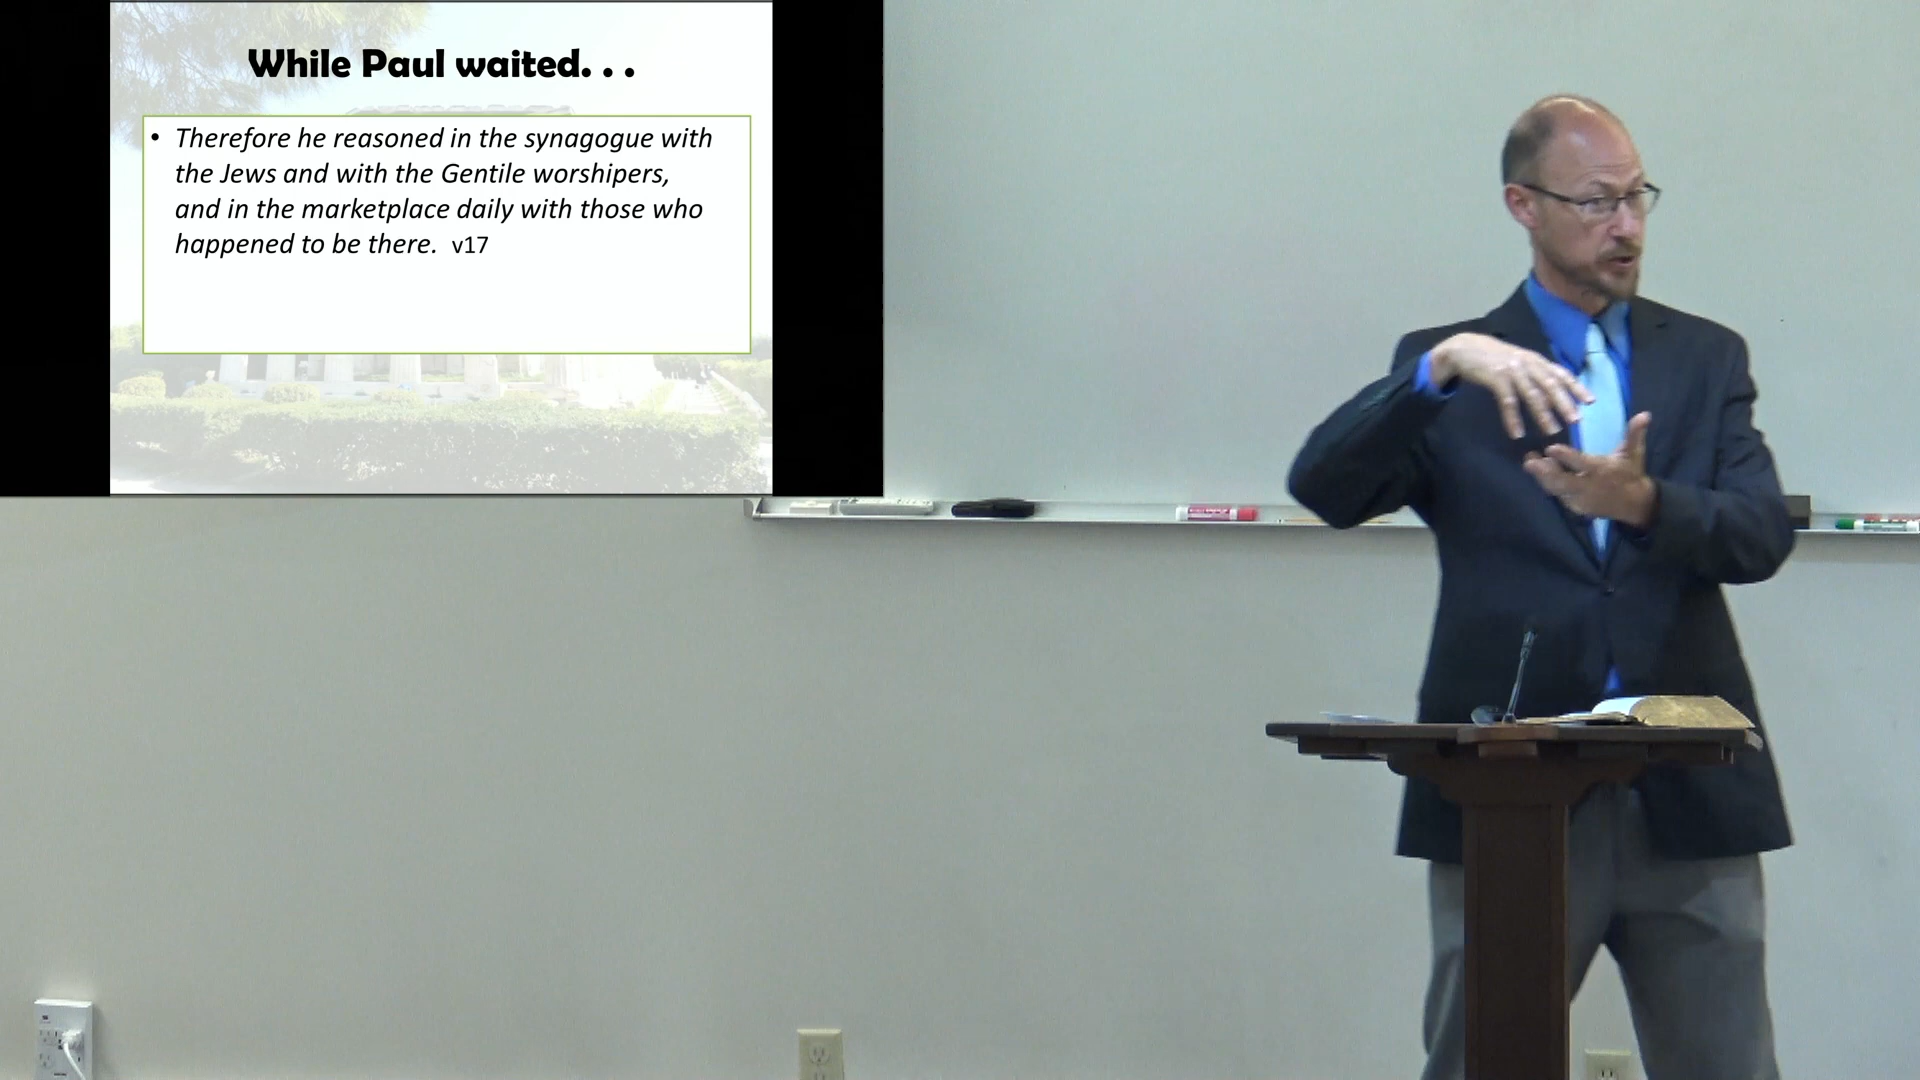 While Paul waited. . .
• Therefore he reasoned in the synagogue with
the Jews and with the Gentile worshipers,
and in the marketplace daily with those who
happened to be there. v17